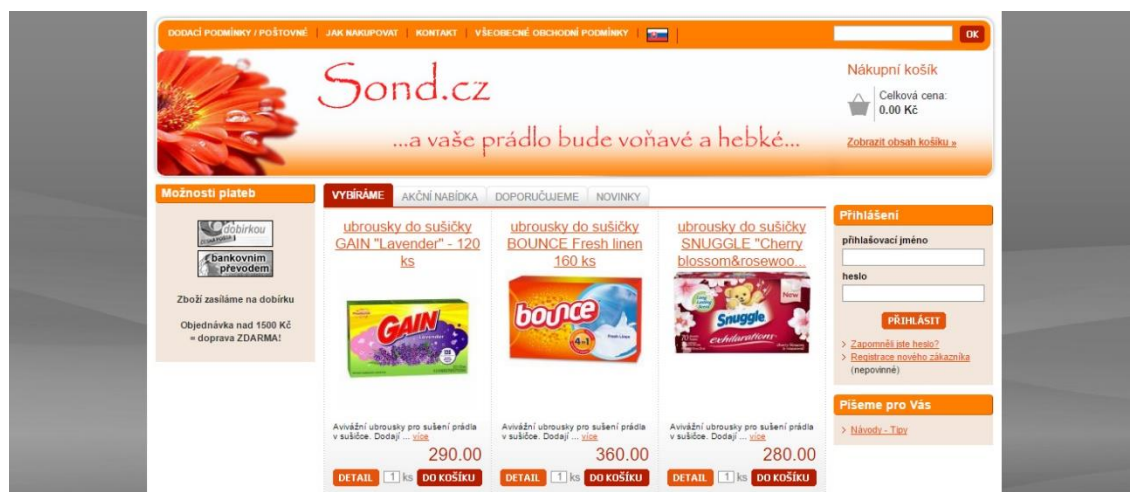 DODACÍ PODMÍNKY / POŠTOVNÉ | JAK NAKUPOVAT | KONTAKT | VŠEOBECNÉ OBCHODNÍ PODMÍNKY |
OK
Sond.cz
...a vaše prádlo bude voňavé a hebké...
Nákupní košík
Celková cena:
0.00 Kč
Zobrazit obsah košíku »
Možnosti plateb
dobírkou
bankovním
převodem
Zboží zasíláme na dobírku
Objednávka nad 1500 Kč
= doprava ZDARMA!
VYBÍRÁME
AKČNÍ NABÍDKA
DOPORUČUJEME
NOVINKY
ubrousky do sušičky
GAIN "Lavender" - 120
ks
GAIN
Lavender
Avivážní ubrousky pro sušení prádla
v sušičce. Dodají ... více
290.00
DETAIL 1 ks DO KOŠÍKU
ubrousky do sušičky
BOUNCE Fresh linen
160 ks
bounce
4in1
Fresh Linen
Avivážní ubrousky pro sušení prádla
v sušičce. Dodají ... více
360.00
DETAIL 1 ks DO KOŠÍKU
ubrousky do sušičky
SNUGGLE "Cherry
blossom&rosewoo...
New
Snuggle
exhilarations
Avivážní ubrousky pro sušení prádla
v sušičce. Dodají ... více
280.00
DETAIL 1 ks DO KOŠÍKU
Přihlášení
přihlašovací jméno
heslo
PŘIHLÁSIT
> Zapomněli jste heslo?
> Registrace nového zákazníka
(nepovinné)
Píšeme pro Vás
> Návody - Tipy